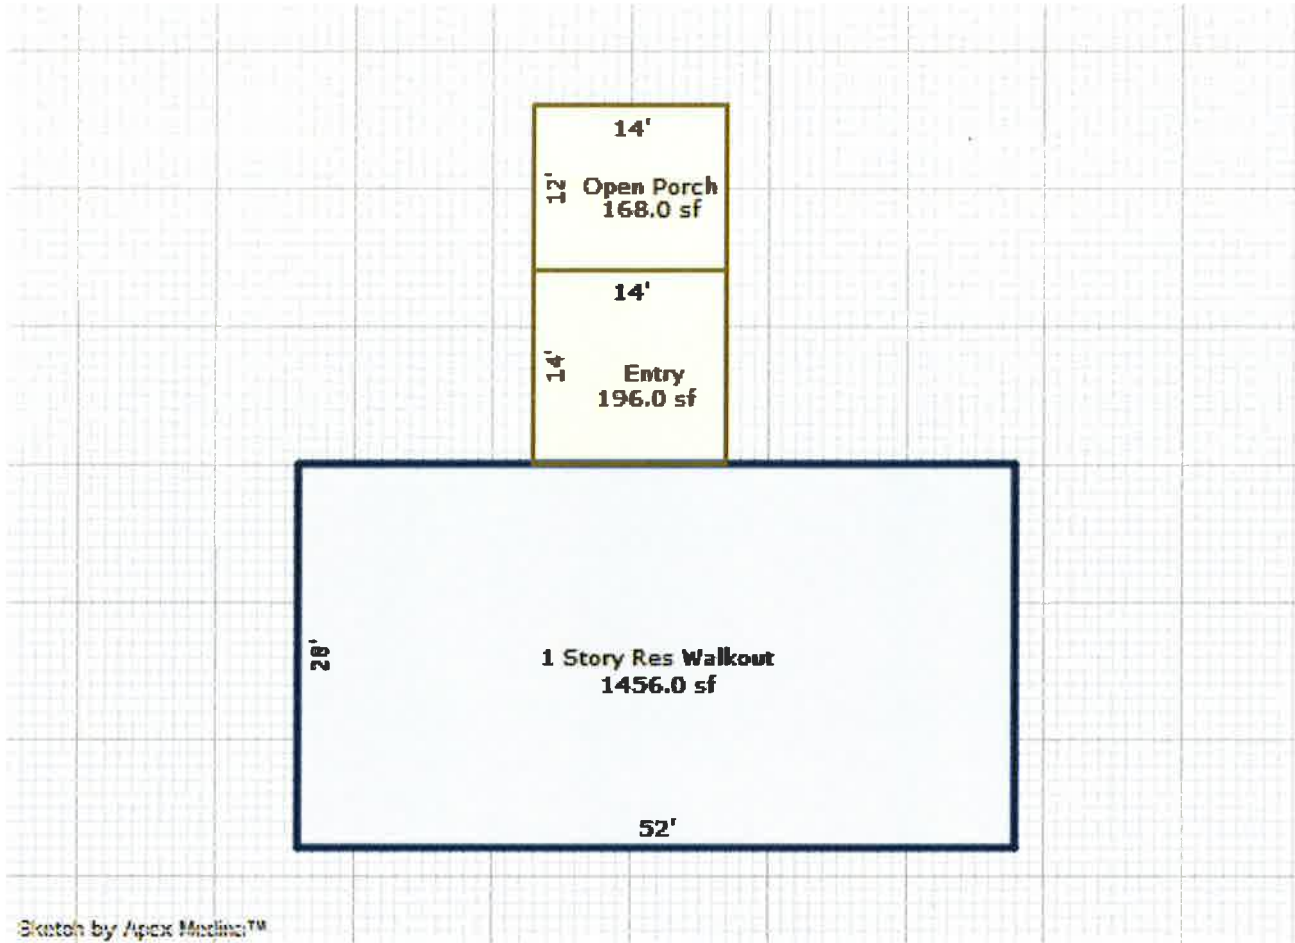 14'
12'
Open Porch
168.0 sf
14'
14'
Entry
196.0 sf
28'
1 Story Res Walkout
1456.0 sf
52'
Sketch by Apex Medina™